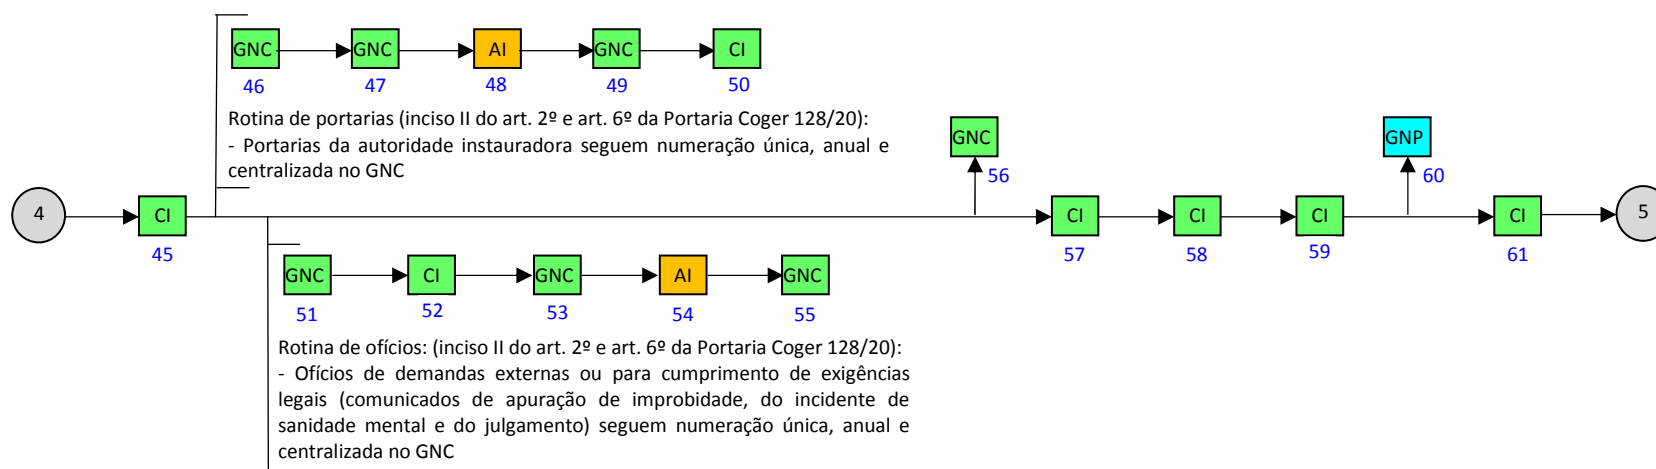 GNC GNC AI GNC CI
46 47 48 49 50
Rotina de portarias (inciso II do art. 2º e art. 6º da Portaria Coger 128/20):
- Portarias da autoridade instauradora seguem numeração única, anual e
centralizada no GNC
GNC GNP
56 60
4 CI CI CI CI CI 5
45 57 58 59 61
GNC CI GNC AI GNC
51 52 53 54 55
Rotina de ofícios: (inciso II do art. 2º e art. 6º da Portaria Coger 128/20):
- Ofícios de demandas externas ou para cumprimento de exigências
legais (comunicados de apuração de improbidade, do incidente de
sanidade mental e do julgamento) seguem numeração única, anual e
centralizada no GNC